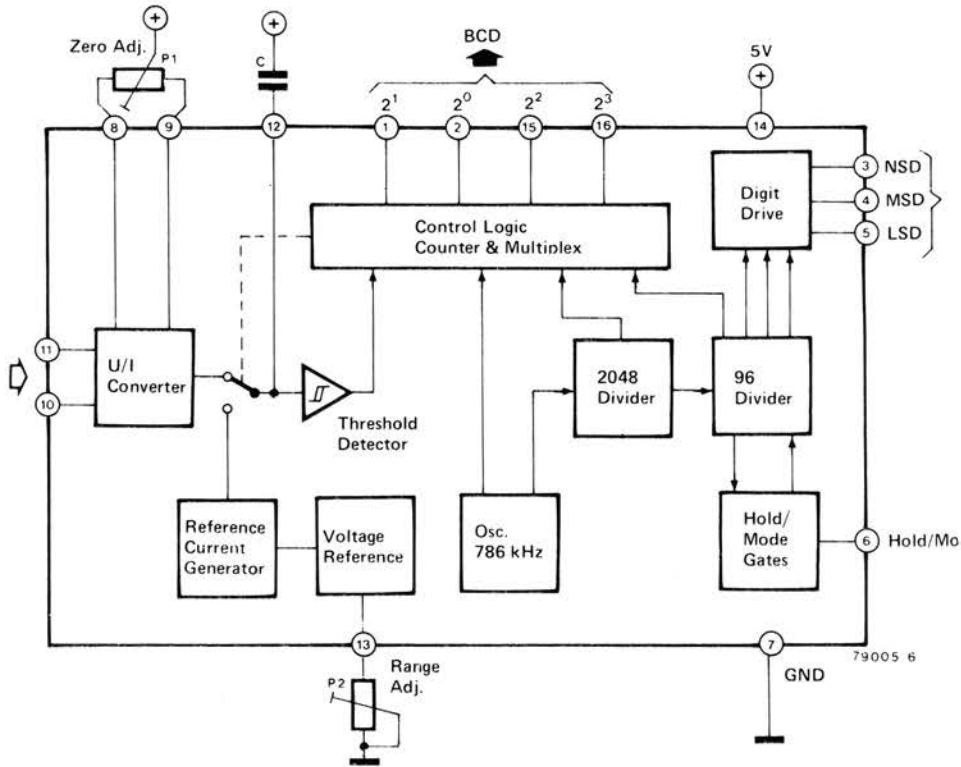 Zero Adj.
P1
C
BCD
5V
2¹
2⁰
2²
2³
8
9
12
1
2
15
16
14
3
NSD
4
MSD
5
LSD
Digit
Drive
Control Logic
Counter & Multiplex
11
10
U/I
Converter
Threshold
Detector
2048
Divider
96
Divider
Reference
Current
Generator
Voltage
Reference
Osc.
786 kHz
Hold/
Mode
Gates
6
Hold/Mo
13
7
79005 6
P2
Range
Adj.
GND